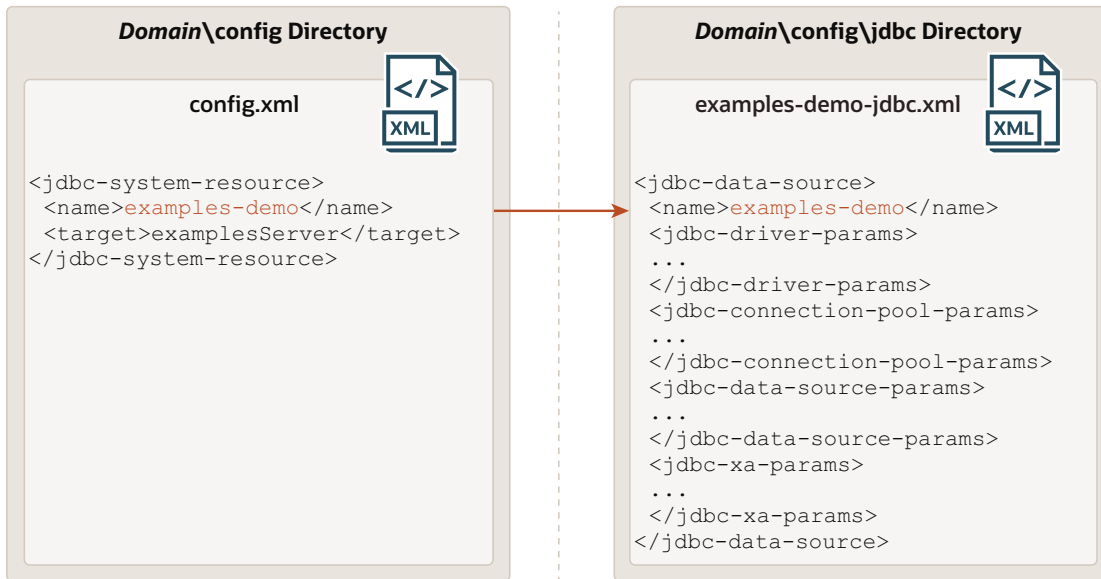 Domain\config Directory
config.xml
</>
XML
<jdbc-system-resource>
<name>examples-demo</name>
<target>examplesServer</target>
</jdbc-system-resource>
Domain\config\jdbc Directory
examples-demo-jdbc.xml
</>
XML
<jdbc-data-source>
<name>examples-demo</name>
<jdbc-driver-params>
...
</jdbc-driver-params>
<jdbc-connection-pool-params>
...
</jdbc-connection-pool-params>
<jdbc-data-source-params>
...
</jdbc-data-source-params>
<jdbc-xa-params>
...
</jdbc-xa-params>
</jdbc-data-source>